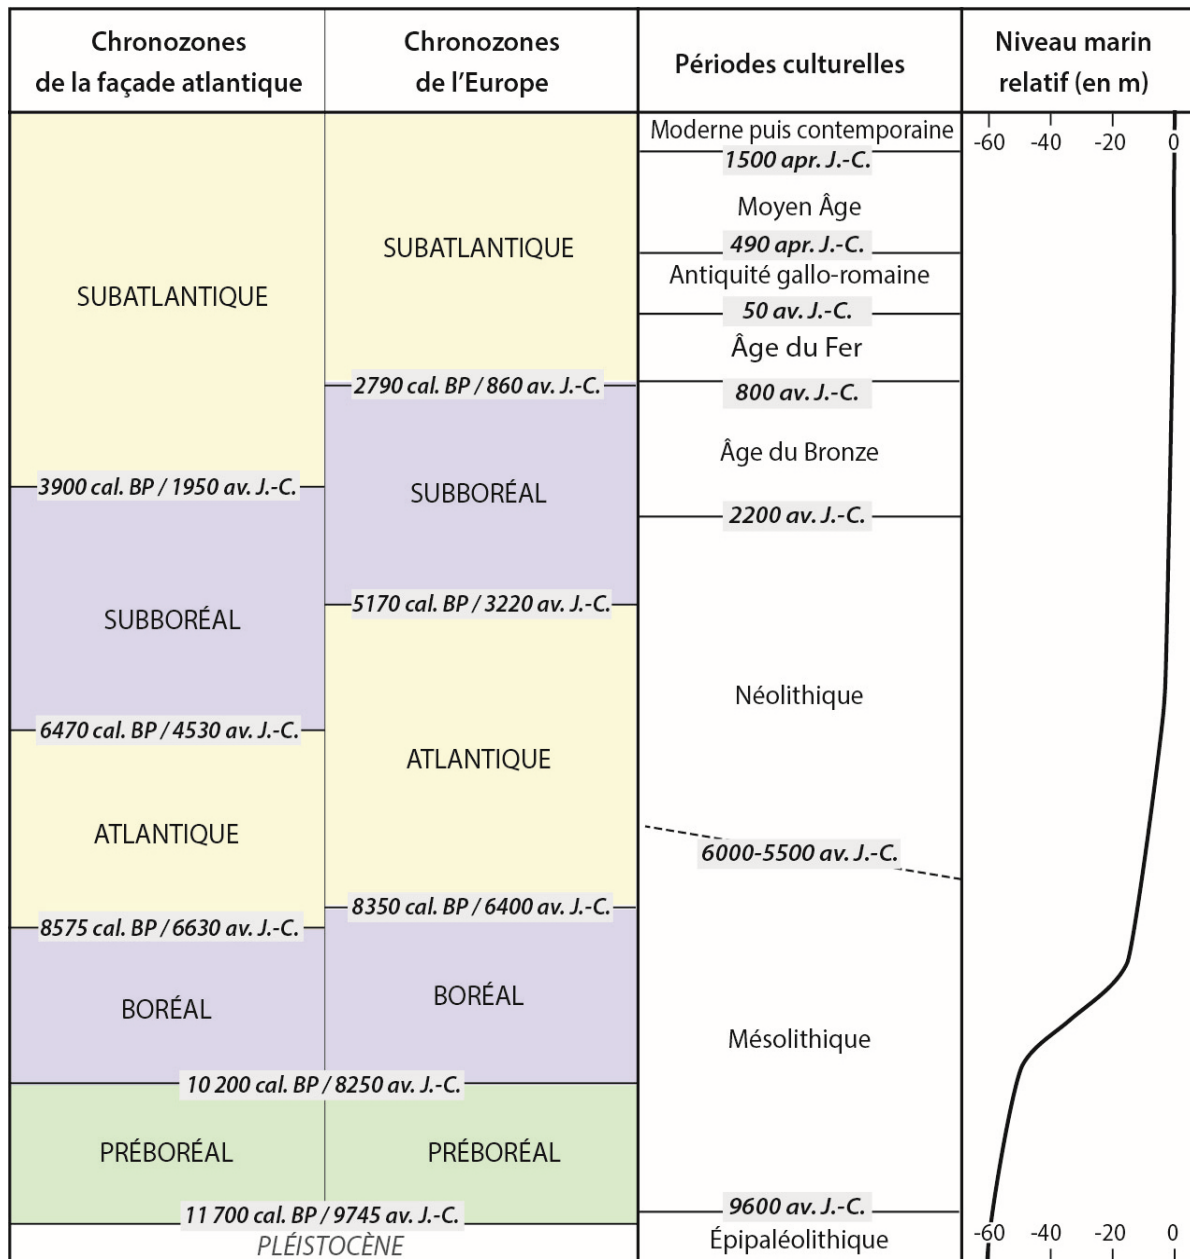 Chronozones
de la façade atlantique
Chronozones
de l’Europe
Périodes culturelles
Niveau marin
relatif (en m)
SUBATLANTIQUE
3900 cal. BP / 1950 av. J.-C.
SUBBORÉAL
6470 cal. BP / 4530 av. J.-C.
ATLANTIQUE
8575 cal. BP / 6630 av. J.-C.
BORÉAL
10 200 cal. BP / 8250 av. J.-C.
PRÉBORÉAL
11 700 cal. BP / 9745 av. J.-C.
PLÉISTOCÈNE
SUBATLANTIQUE
2790 cal. BP / 860 av. J.-C.
SUBBORÉAL
5170 cal. BP / 3220 av. J.-C.
ATLANTIQUE
8350 cal. BP / 6400 av. J.-C.
BORÉAL
PRÉBORÉAL
Moderne puis contemporaine
1500 apr. J.-C.
Moyen Âge
490 apr. J.-C.
Antiquité gallo-romaine
50 av. J.-C.
Âge du Fer
800 av. J.-C.
Âge du Bronze
2200 av. J.-C.
Néolithique
6000-5500 av. J.-C.
Mésolithique
9600 av. J.-C.
Épipaléolithique
-60 -40 -20 0
-60 -40 -20 0